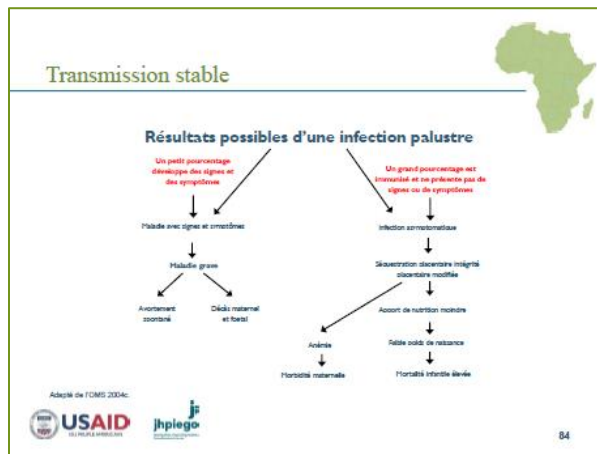 Transmission stable
Résultats possibles d'une infection palustre
Un petit pourcentage
développe des signes et
des symptômes
Un grand pourcentage est
immunisé et ne présente pas de
signes ou de symptômes
Maladie avec signes et symptômes
Infection asymptomatique
Maladie grave
Séquestration placentaire intégrité
placentaire modifiée
Avortement
spontané
Décès maternel
et foetal
Apport de nutrition moindre
Anémie
Faible poids de naissance
Morbidité maternelle
Mortalité infantile élevée
Adapté de l'OMS 2004c.
USAID
DU PEUPLE AMERICAIN
jhpiego
84